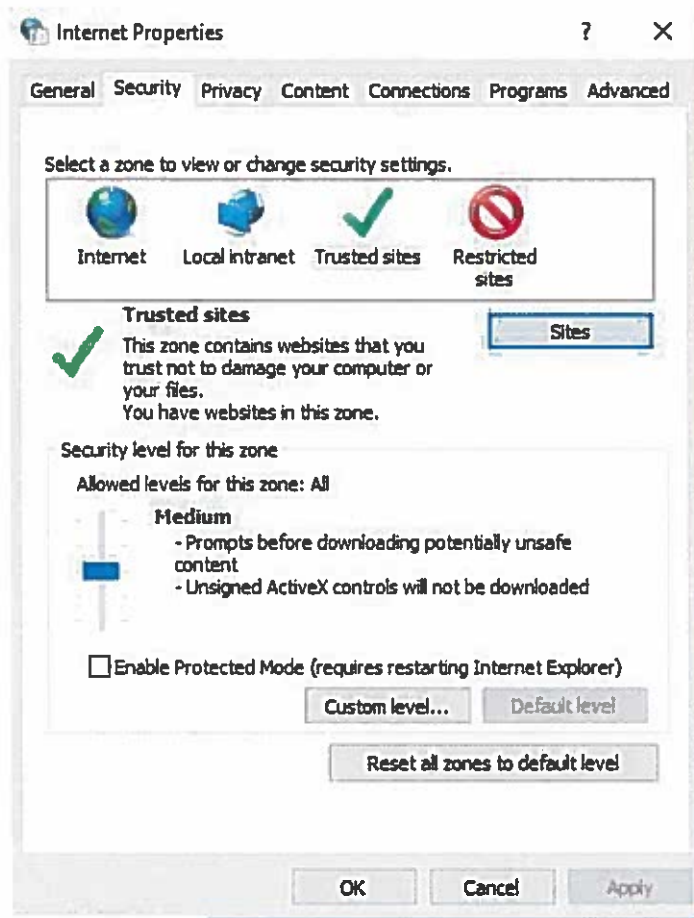 Internet Properties
?
General Security Privacy Content Connections Programs Advanced
Select a zone to view or change security settings.
Internet
Local intranet
Trusted sites
Restricted
sites
Trusted sites
Sites
This zone contains websites that you
trust not to damage your computer or
your files.
You have websites in this zone.
Security level for this zone
Allowed levels for this zone: All
Medium
- Prompts before downloading potentially unsafe
content
- Unsigned ActiveX controls will not be downloaded
Enable Protected Mode (requires restarting Internet Explorer)
Custom level...
Default level
Reset all zones to default level
OK
Cancel
Apply